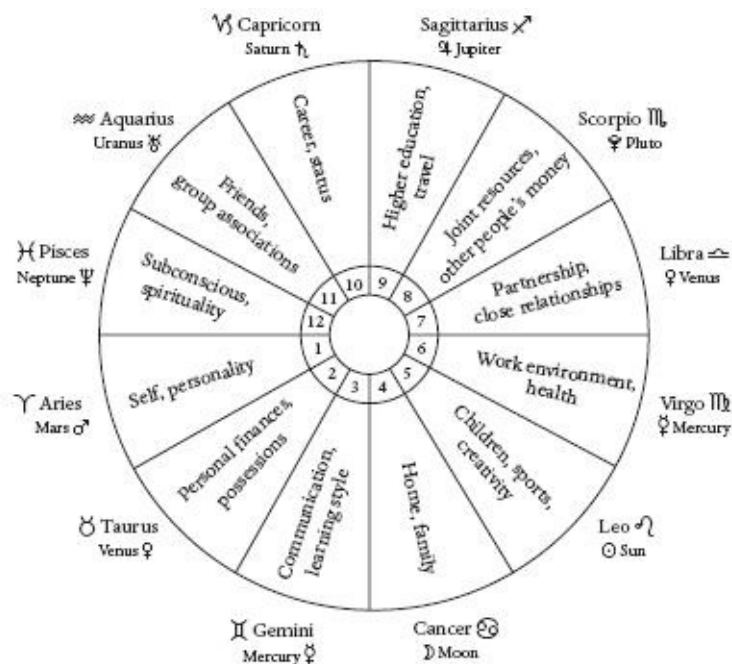 ♑ Capricorn
Saturn ♄
Sagittarius ♐
♃ Jupiter
♒ Aquarius
Uranus ♅
Scorpio ♏
♇ Pluto
♓ Pisces
Neptune ♆
Libra ♎
♀ Venus
♈ Aries
Mars ♂
Virgo ♍
☿ Mercury
♉ Taurus
Venus ♀
Leo ♌
☉ Sun
♊ Gemini
Mercury ☿
Cancer ♋
☽ Moon
Self, personality
Personal finances,
possessions
Communication,
learning style
Home, family
Children, sports,
creativity
Work environment,
health
Partnership,
close relationships
Joint resources,
other people's money
Higher education,
travel
Career, status
Friends,
group associations
Subconscious,
spirituality
1
2
3
4
5
6
7
8
9
10
11
12